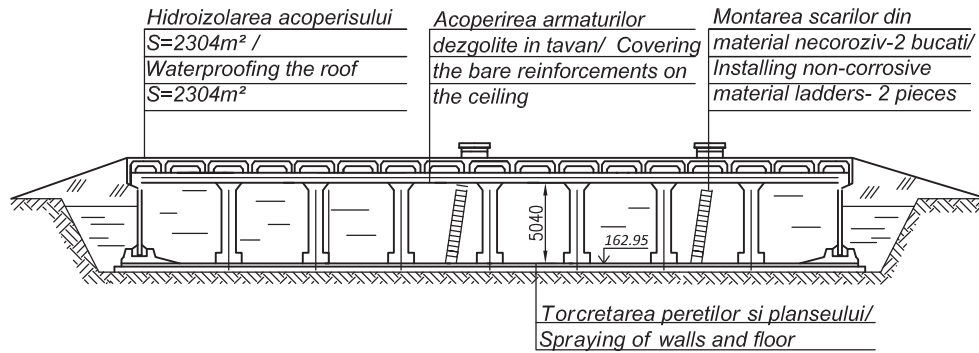 Hidroizolarea acoperisului
S=2304m² /
Waterproofing the roof
S=2304m²
Acoperirea armaturilor
dezgolite in tavan/ Covering
the bare reinforcements on
the ceiling
Montarea scarilor din
material necoroziv-2 bucati/
Installing non-corrosive
material ladders- 2 pieces
5040
162.95
Torcretarea peretilor si planseului/
Spraying of walls and floor